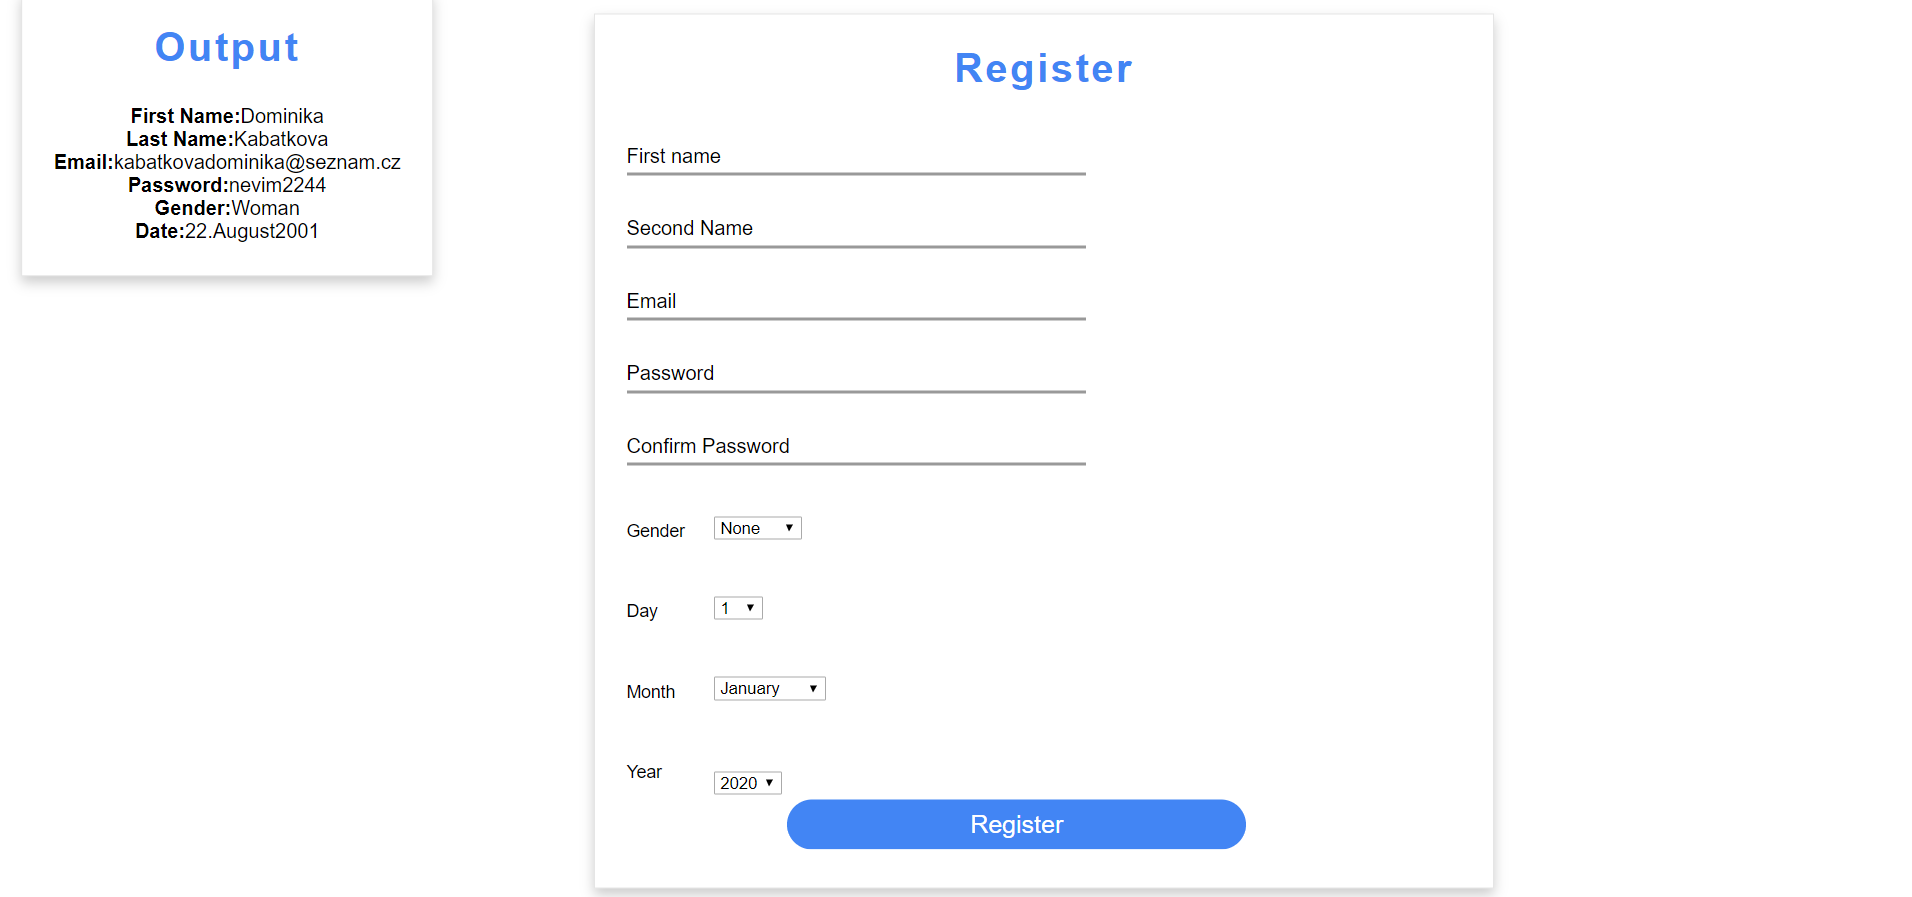 Output
First Name:Dominika
Last Name:Kabatkova
Email:kabatkovadominika@seznam.cz
Password:nevim2244
Gender:Woman
Date:22.August2001
Register
First name
Second Name
Email
Password
Confirm Password
Gender None
Day 1
Month January
Year 2020
Register